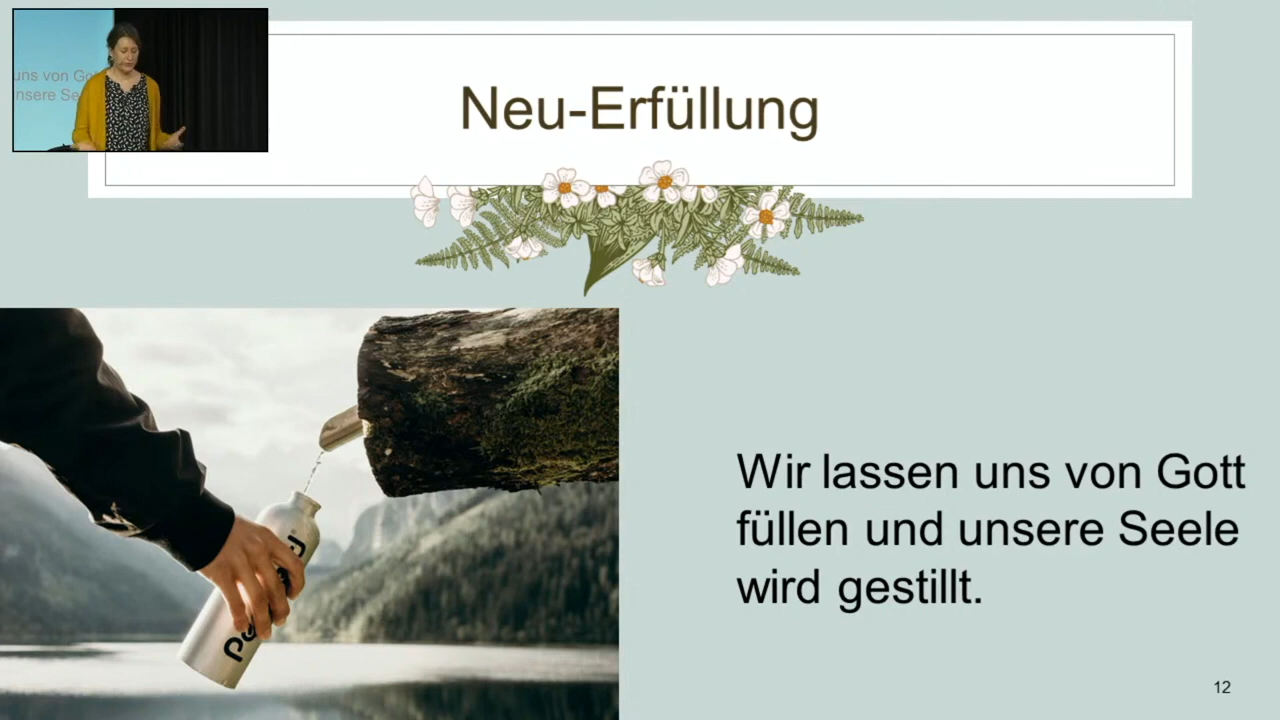 uns von Go
nsere Se
Neu-Erfüllung
Wir lassen uns von Gott
füllen und unsere Seele
wird gestillt.
12